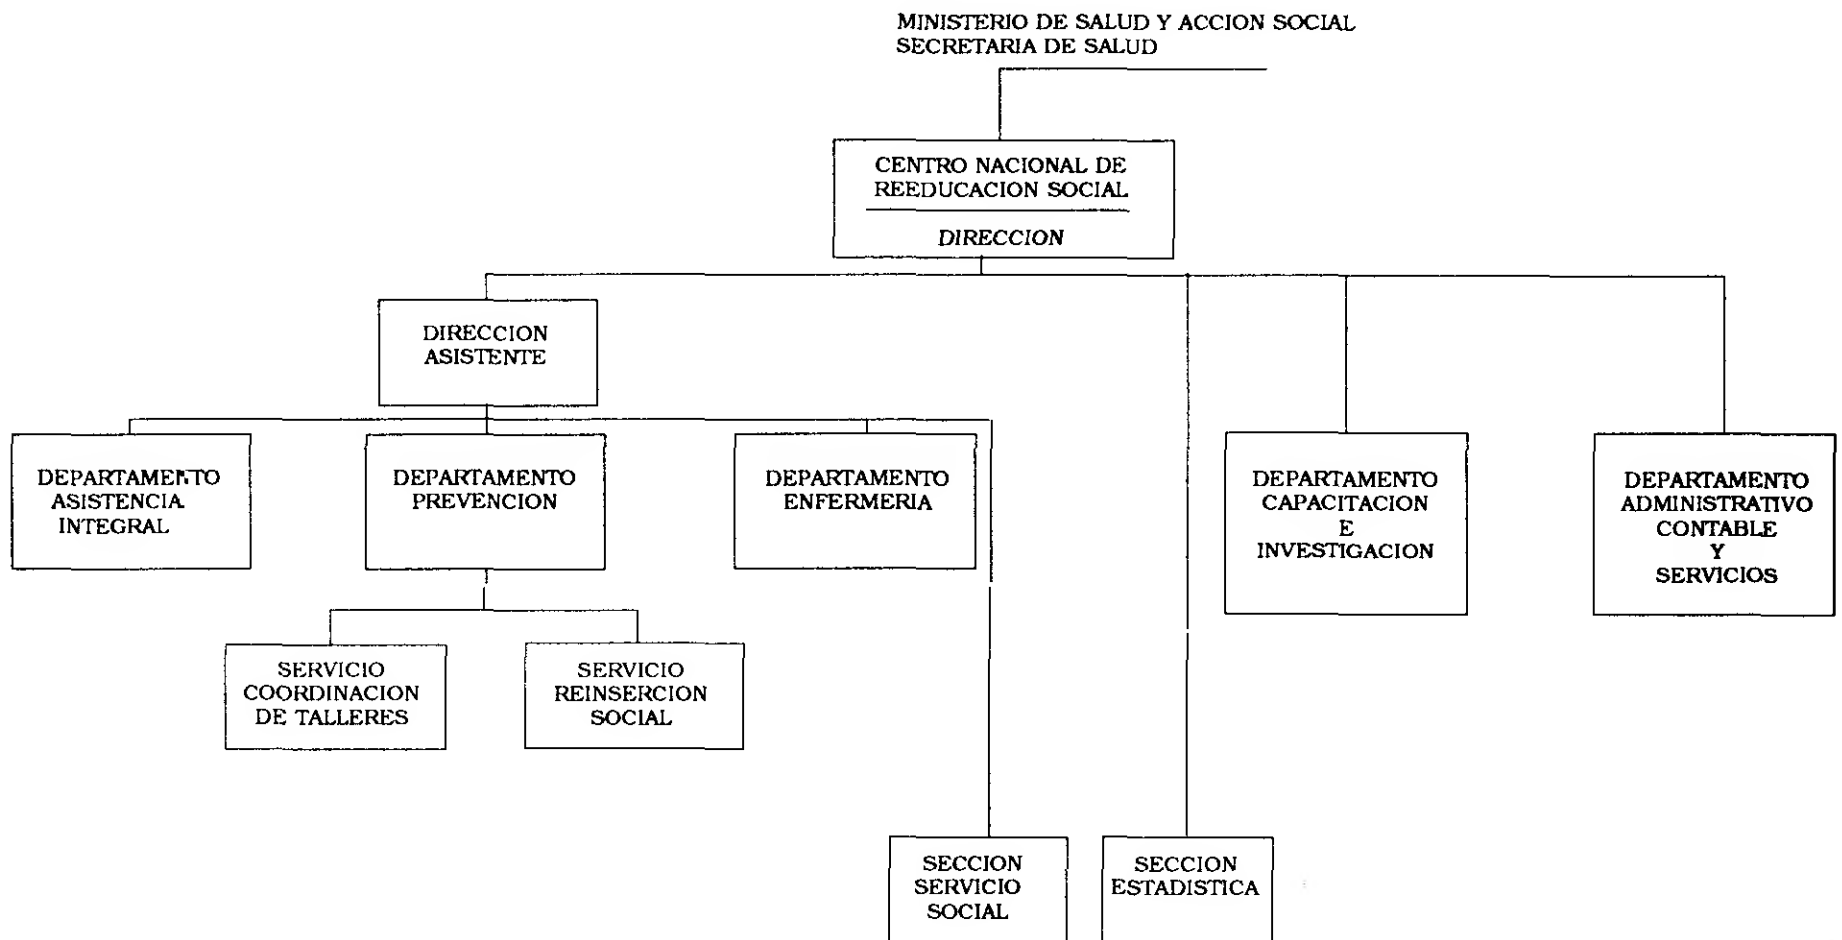 MINISTERIO DE SALUD Y ACCION SOCIAL
SECRETARIA DE SALUD
CENTRO NACIONAL DE
REEDUCACION SOCIAL
DIRECCION
DIRECCION
ASISTENTE
DEPARTAMENTO
ASISTENCIA
INTEGRAL
DEPARTAMENTO
PREVENCION
DEPARTAMENTO
ENFERMERIA
DEPARTAMENTO
CAPACITACION
E
INVESTIGACION
DEPARTAMENTO
ADMINISTRATIVO
CONTABLE
Y
SERVICIOS
SERVICIO
COORDINACION
DE TALLERES
SERVICIO
REINSERCION
SOCIAL
SECCION
SERVICIO
SOCIAL
SECCION
ESTADISTICA